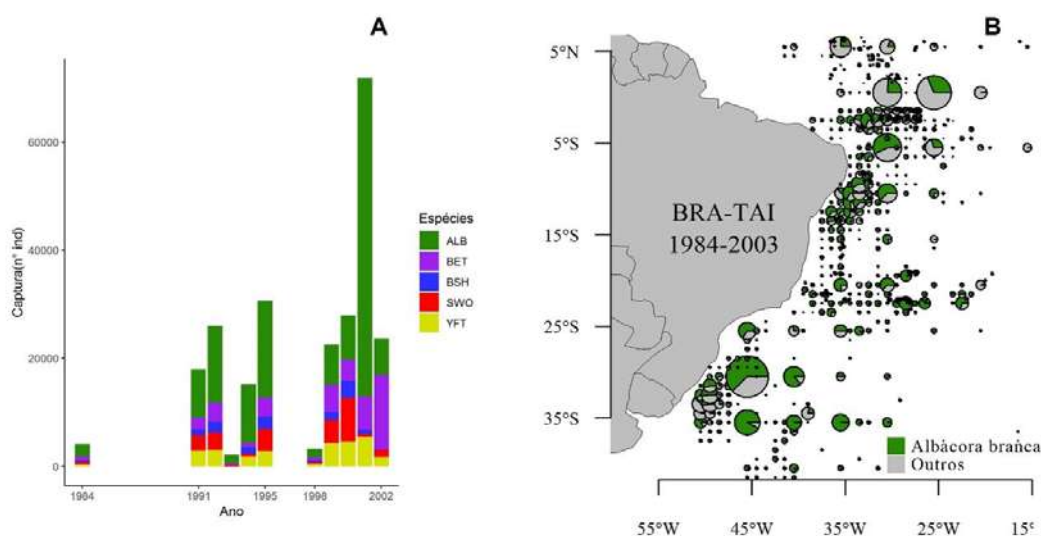 A
60000
40000
20000
0
Captura(n° ind)
1984
1991
1995
1998
2002
Ano
Espécies
ALB
BET
BSH
SWO
YFT
B
5°N
5°S
15°S
25°S
35°S
BRA-TAI
1984-2003
Albacora branca
Outros
55°W
45°W
35°W
25°W
15°